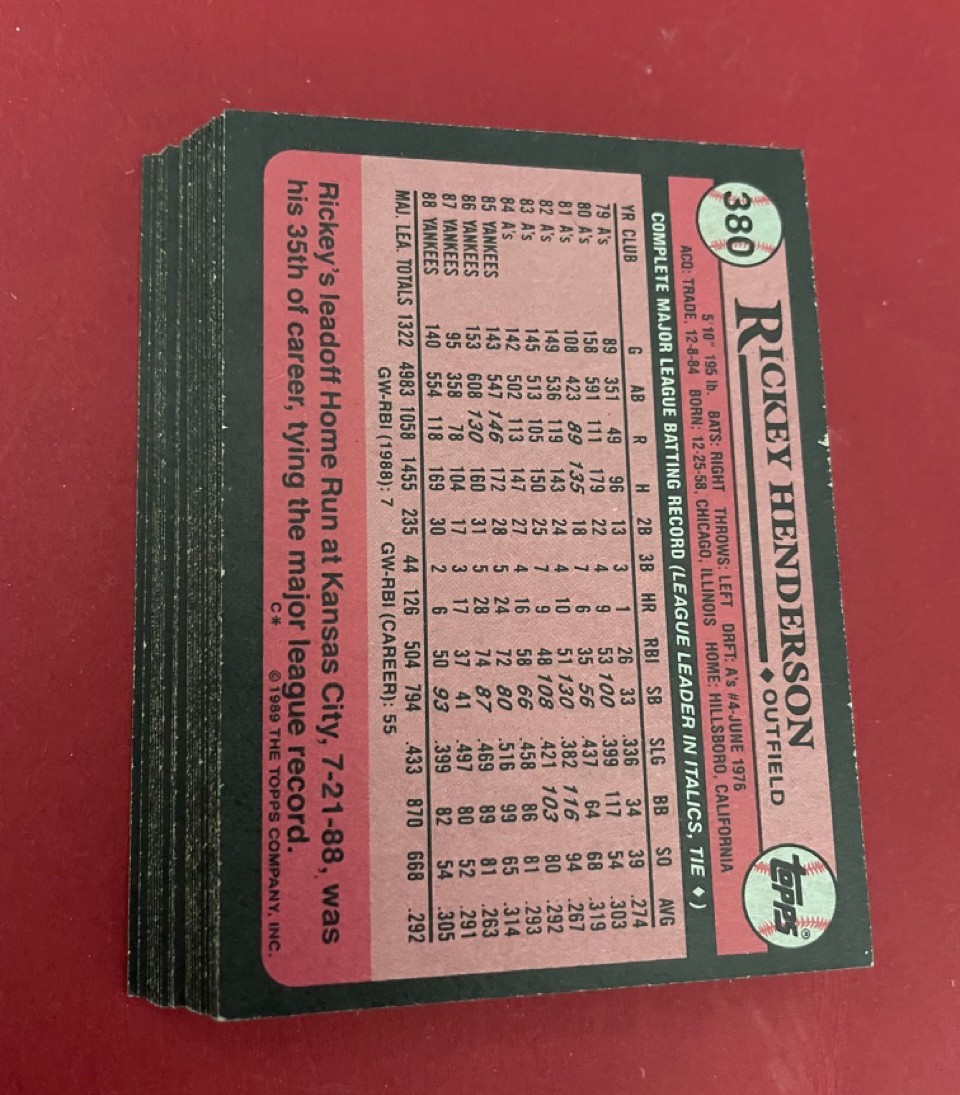 380
RICKEY HENDERSON ♦ OUTFIELD
topps®
5'10" 195 lb. BATS: RIGHT THROWS: LEFT DRFT: A's #4-JUNE 1976
ACQ: TRADE, 12-8-84 BORN: 12-25-58, CHICAGO, ILLINOIS HOME: HILLSBORO, CALIFORNIA
COMPLETE MAJOR LEAGUE BATTING RECORD (LEAGUE LEADER IN ITALICS, TIE ♦)
YR CLUB G AB R H 2B 3B HR RBI SB SLG BB SO AVG
79 A's 89 351 49 96 13 3 1 26 33 .336 34 39 .274
80 A's 158 591 111 179 22 4 9 53 100 .399 117 54 .303
81 A's 108 423 89 135 18 7 6 35 56 .437 64 68 .319
82 A's 149 536 119 143 24 4 10 51 130 .382 116 94 .267
83 A's 145 513 105 150 25 7 9 48 108 .421 103 80 .292
84 A's 142 502 113 147 27 4 16 58 66 .458 86 81 .293
85 YANKEES 143 547 146 172 28 5 24 72 80 .516 99 65 .314
86 YANKEES 153 608 130 160 31 5 28 74 87 .469 89 81 .263
87 YANKEES 95 358 78 104 17 3 17 37 41 .497 80 52 .291
88 YANKEES 140 554 118 169 30 2 6 50 93 .399 82 54 .305
MAJ. LEA. TOTALS 1322 4983 1058 1455 235 44 126 504 794 .433 870 668 .292
GW-RBI (1988): 7 GW-RBI (CAREER): 55
Rickey's leadoff Home Run at Kansas City, 7-21-88, was
his 35th of career, tying the major league record.
C* © 1989 THE TOPPS COMPANY, INC.